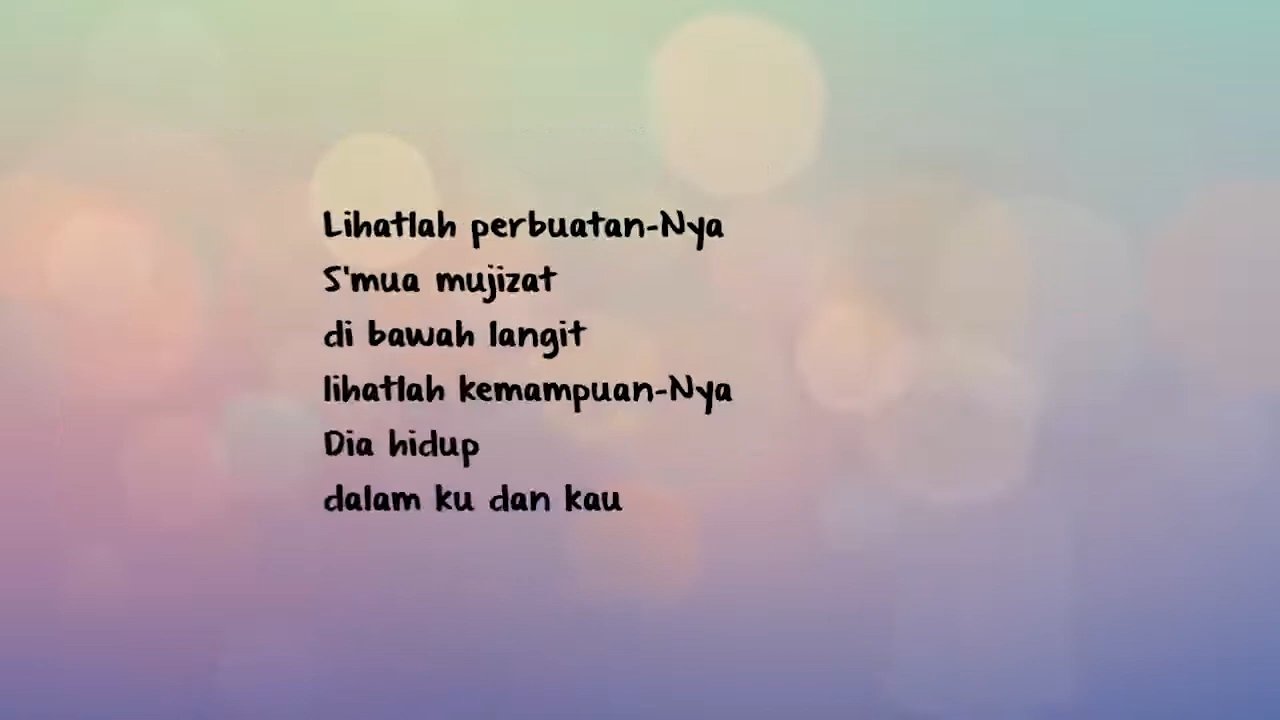 Lihatlah perbuatan-Nya
S'mua mujizat
di bawah langit
lihatlah kemampuan-Nya
Dia hidup
dalam ku dan kau